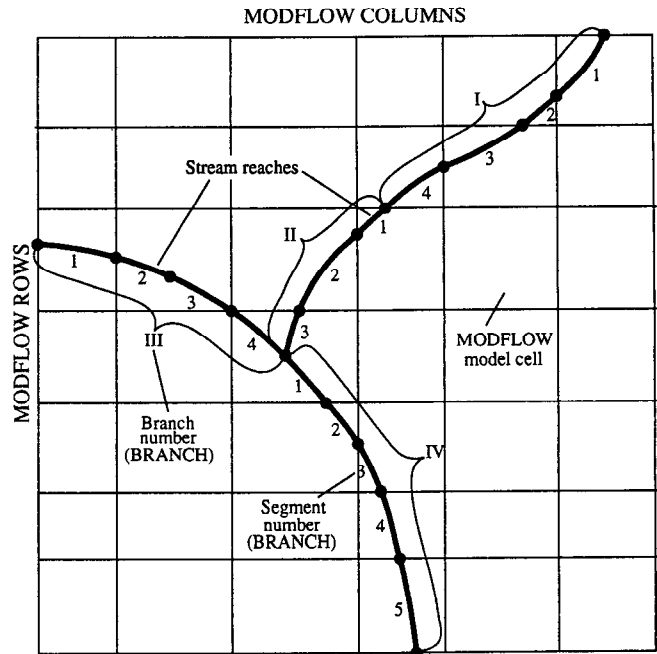 MODFLOW COLUMNS
MODFLOW ROWS
I
1
2
3
4
Stream reaches
II
1
2
3
1
2
3
4
III
MODFLOW
model cell
Branch
number
(BRANCH)
1
2
3
4
5
IV
Segment
number
(BRANCH)